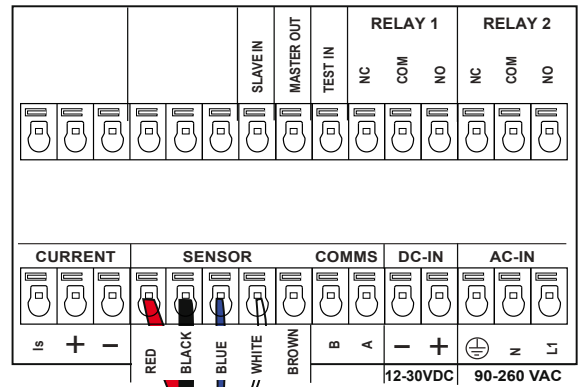 RELAY 1 RELAY 2
SLAVE IN MASTER OUT TEST IN NC COM NO NC COM NO
CURRENT SENSOR COMMS DC-IN AC-IN
Is + − RED BLACK BLUE WHITE BROWN B A − + N L1
12-30VDC 90-260 VAC